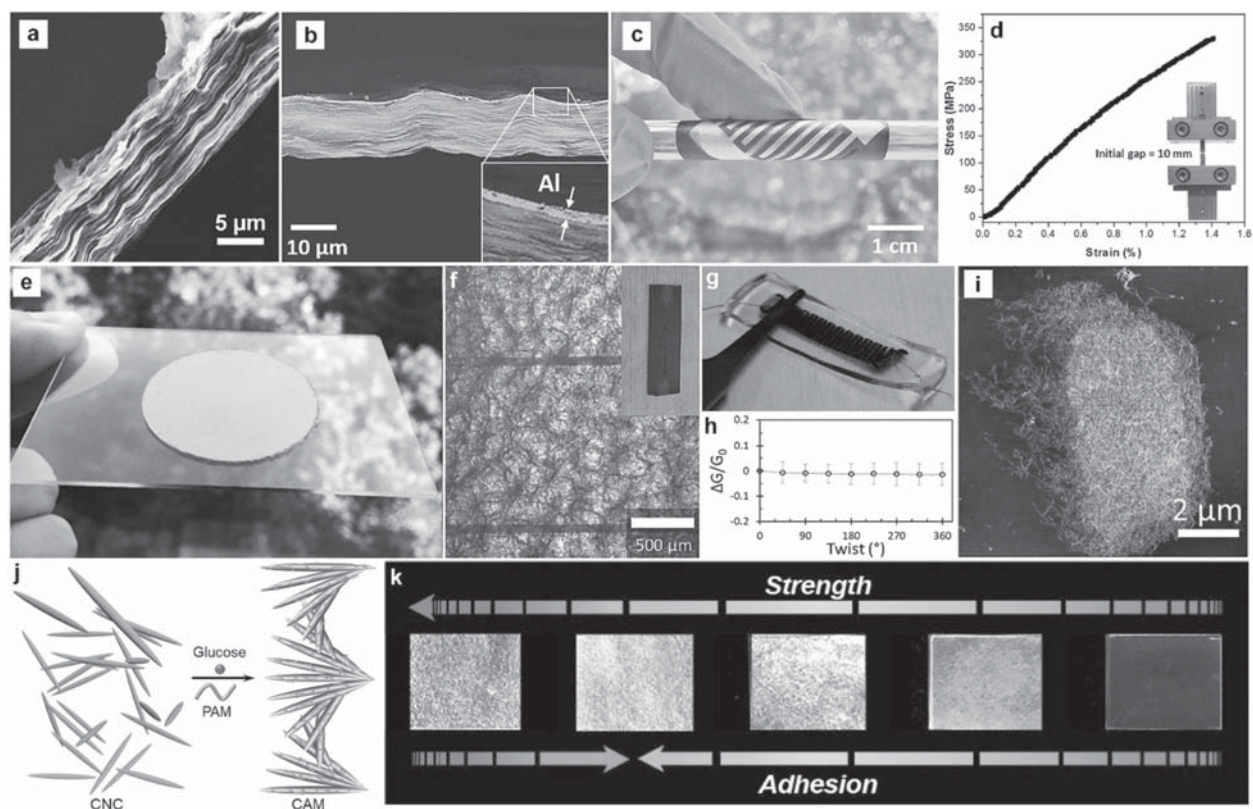 a
5 µm
b
Al
10 µm
c
1 cm
d
Stress (MPa)
350
300
250
200
150
100
50
0
Initial gap = 10 mm
0.0 0.2 0.4 0.6 0.8 1.0 1.2 1.4 1.6
Strain (%)
e
f
500 µm
g
h
ΔG/G0
0.2
0.1
0
-0.1
-0.2
0 90 180 270 360
Twist (°)
i
2 µm
j
Glucose
PAM
CNC
CAM
k
Strength
Adhesion